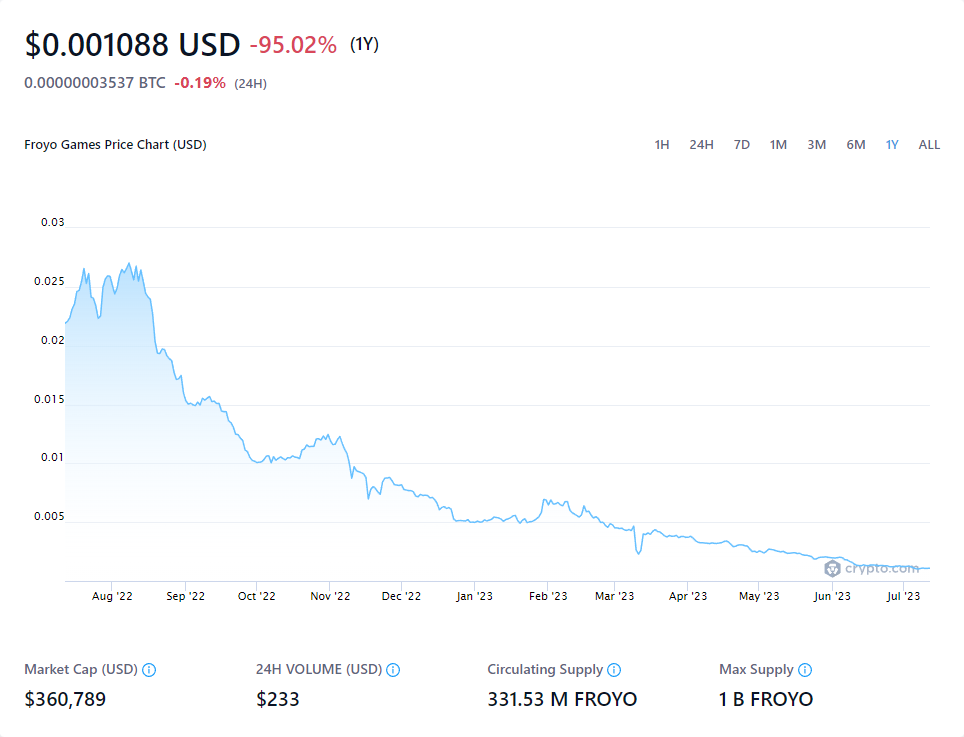 $0.001088 USD -95.02% (1Y)
0.00000003537 BTC -0.19% (24H)
Froyo Games Price Chart (USD) 1H 24H 7D 1M 3M 6M 1Y ALL
0.03
0.025
0.02
0.015
0.01
0.005
crypto.com
Aug '22 Sep '22 Oct '22 Nov '22 Dec '22 Jan '23 Feb '23 Mar '23 Apr '23 May '23 Jun '23 Jul '23
Market Cap (USD) 24H VOLUME (USD) Circulating Supply Max Supply
$360,789 $233 331.53 M FROYO 1 B FROYO